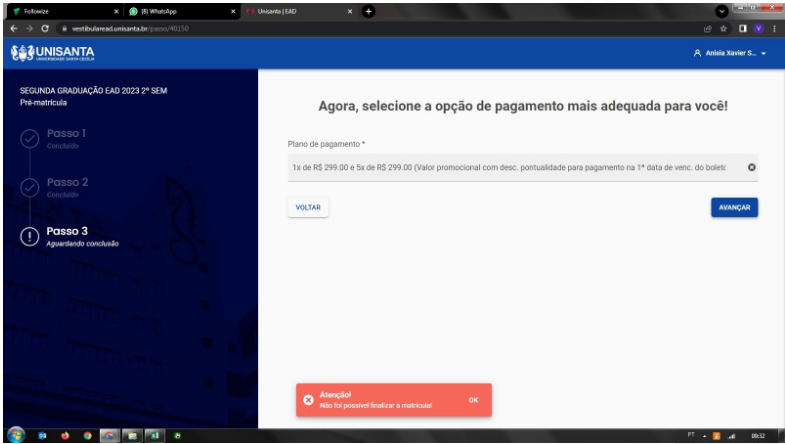 Followize
(8) WhatsApp
Unisanta | EAD
vestibularead.unisanta.br/passo/40150
UNISANTA
UNIVERSIDADE SANTA CECÍLIA
Anisia Xavier S...
SEGUNDA GRADUAÇÃO EAD 2023 2º SEM
Pré-matrícula
Passo 1
Concluído
Passo 2
Concluído
Passo 3
Aguardando conclusão
Agora, selecione a opção de pagamento mais adequada para você!
Plano de pagamento *
1x de R$ 299.00 e 5x de R$ 299.00 (Valor promocional com desc. pontualidade para pagamento na 1ª data de venc. do boleto
VOLTAR
AVANÇAR
Atenção!
Não foi possível finalizar a matrícula!
OK
PT
09:32